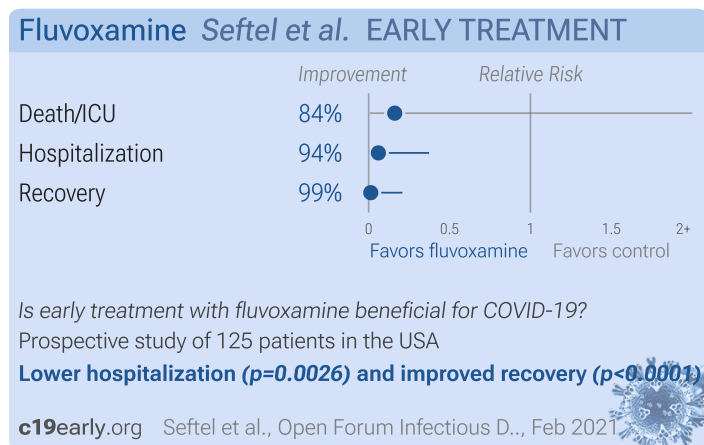 Fluvoxamine Seftel et al. EARLY TREATMENT
Improvement Relative Risk
Death/ICU 84%
Hospitalization 94%
Recovery 99%
0 0.5 1 1.5 2+
Favors fluvoxamine Favors control
Is early treatment with fluvoxamine beneficial for COVID-19?
Prospective study of 125 patients in the USA
Lower hospitalization (p=0.0026) and improved recovery (p<0.0001)
c19early.org Seftel et al., Open Forum Infectious D.., Feb 2021